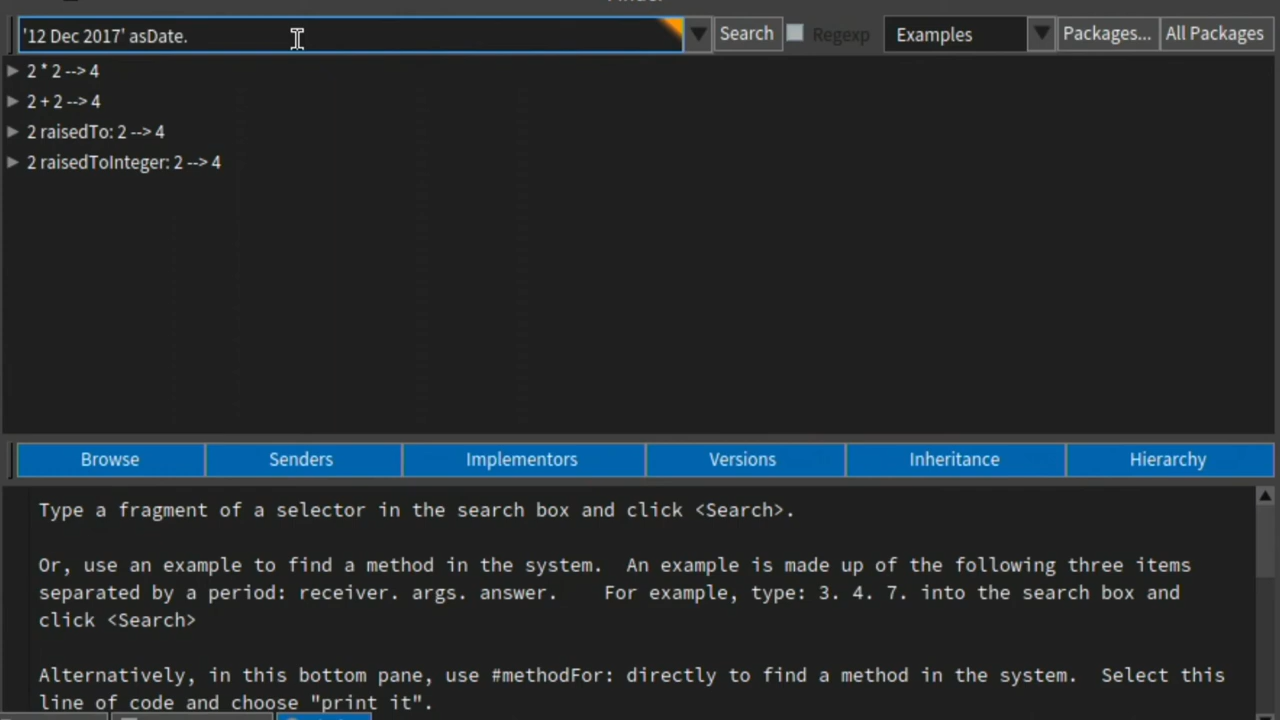 '12 Dec 2017' asDate.
Search
Regexp
Examples
Packages...
All Packages
2 * 2 --> 4
2 + 2 --> 4
2 raisedTo: 2 --> 4
2 raisedToInteger: 2 --> 4
Browse
Senders
Implementors
Versions
Inheritance
Hierarchy
Type a fragment of a selector in the search box and click <Search>.
Or, use an example to find a method in the system.  An example is made up of the following three items
separated by a period: receiver. args. answer.    For example, type: 3. 4. 7. into the search box and
click <Search>
Alternatively, in this bottom pane, use #methodFor: directly to find a method in the system.  Select this
line of code and choose "print it".